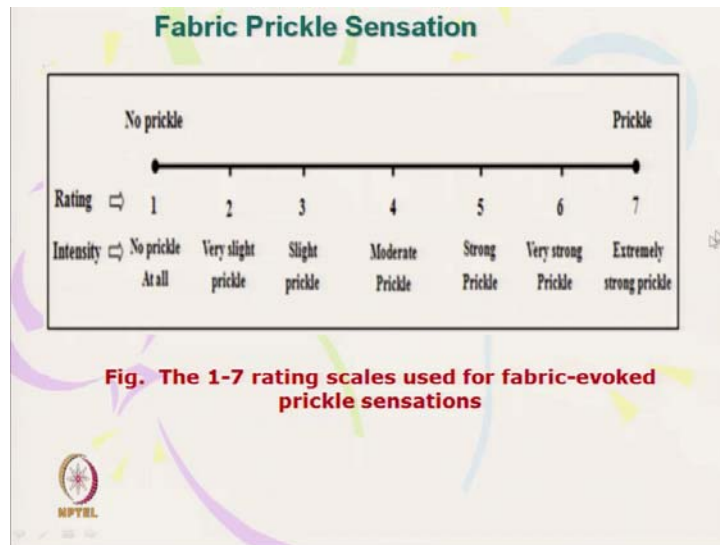 Fabric Prickle Sensation
No prickle Prickle
Rating ⇨ 1 2 3 4 5 6 7
Intensity ⇨ No prickle Very slight Slight Moderate Strong Very strong Extremely
At all prickle prickle Prickle Prickle Prickle strong prickle
Fig. The 1-7 rating scales used for fabric-evoked
prickle sensations
NPTEL